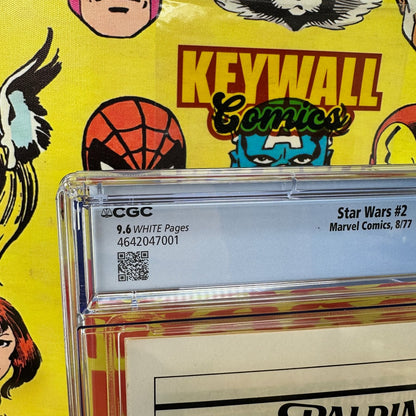 KEYWALL
Comics
CGC
9.6 WHITE Pages
4642047001
Star Wars #2
Marvel Comics, 8/77